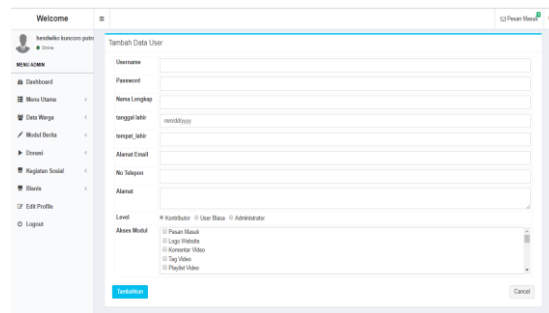 Welcome
Pesan Masuk
hendwiko kuncoro putro
Online
MENU ADMIN
Dashboard
Menu Utama
Data Warga
Modul Berita
Donasi
Kegiatan Sosial
Bisnis
Edit Profile
Logout
Tambah Data User
Username
Password
Nama Lengkap
tanggal lahir
mm/dd/yyyy
tempat_lahir
Alamat Email
No Telepon
Alamat
Level
Kontributor User Biasa Administrator
Akses Modul
Pesan Masuk
Logo Website
Komentar Video
Tag Video
Playlist Video
Tambahkan
Cancel